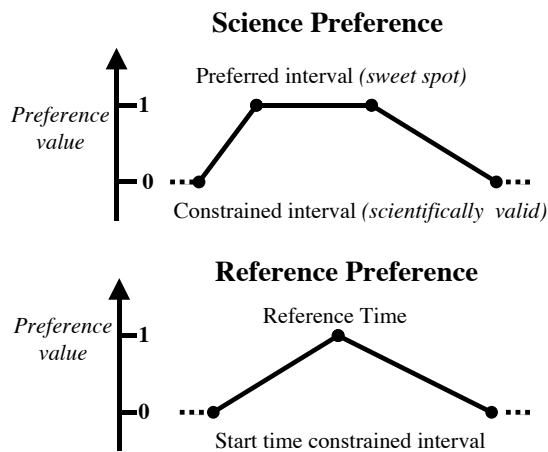 Science Preference
Preferred interval (sweet spot)
Preference
value
1
0
Constrained interval (scientifically valid)
Reference Preference
Reference Time
Preference
value
1
0
Start time constrained interval